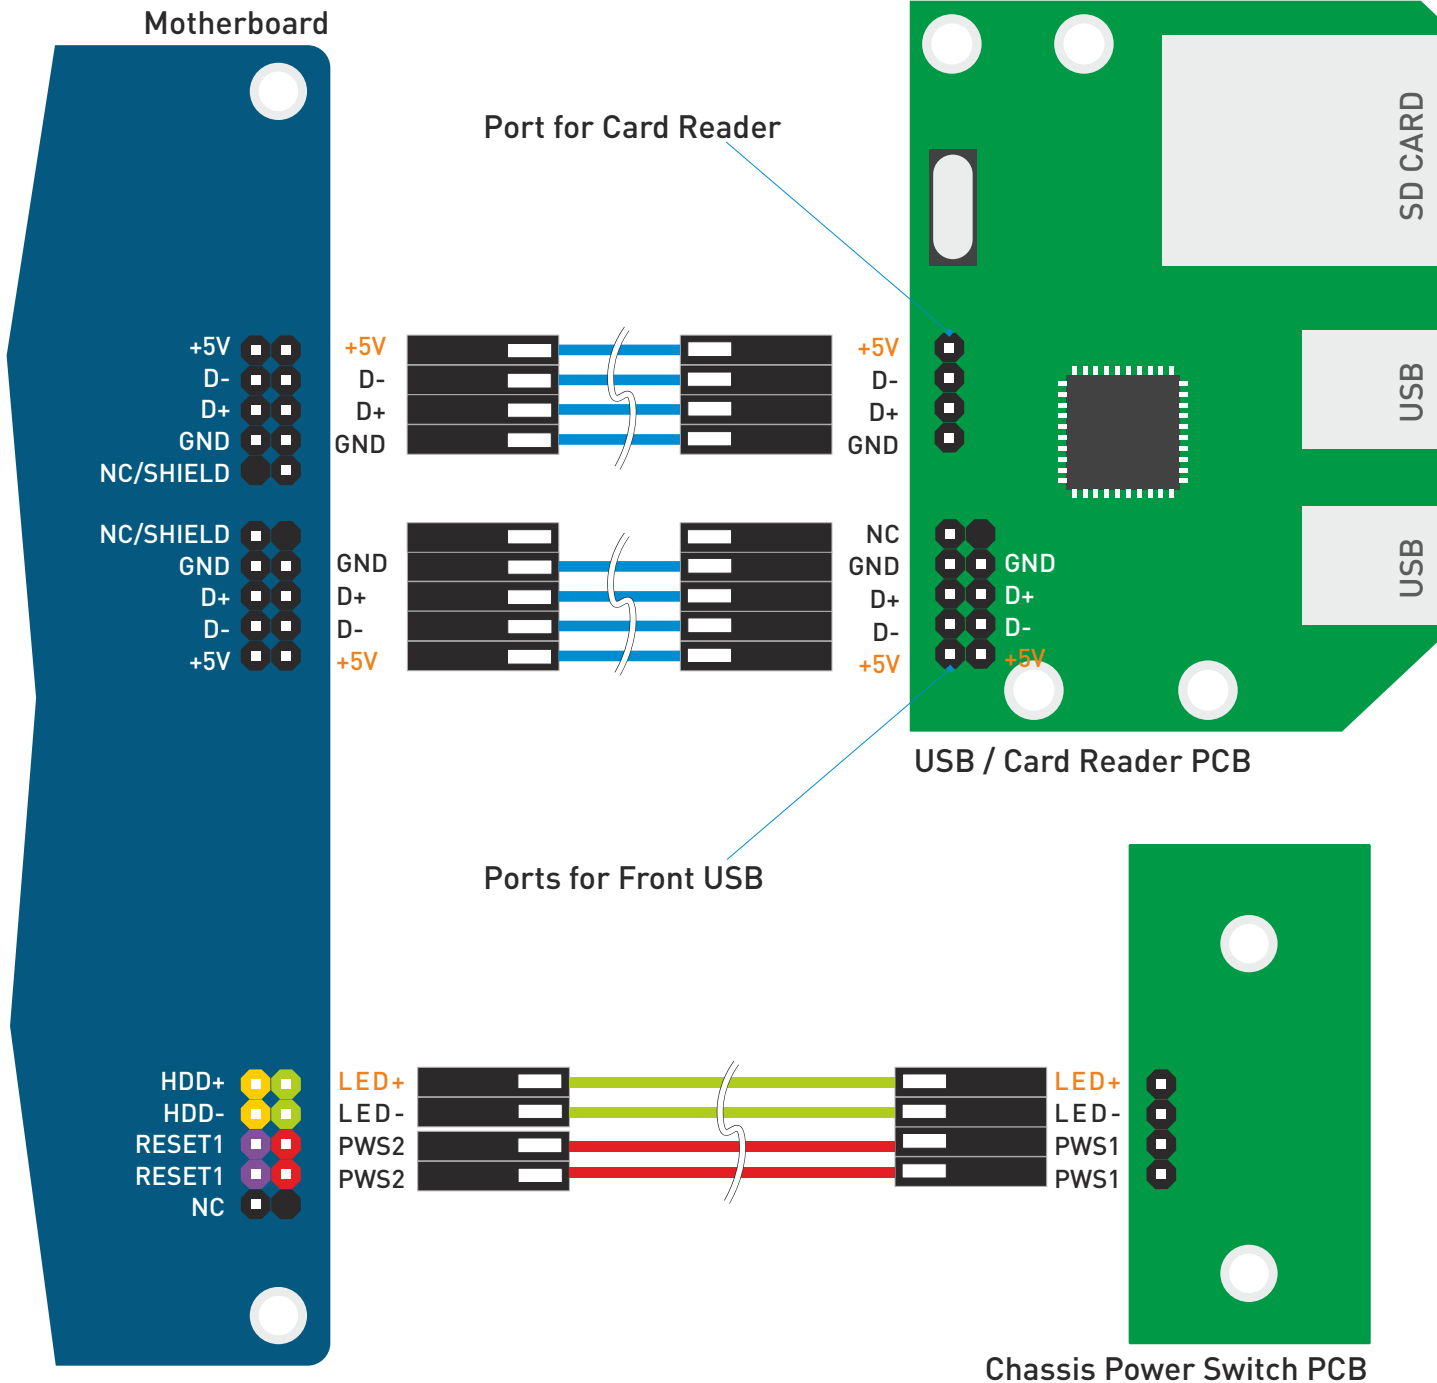 Motherboard
Port for Card Reader
SD CARD
+5V +5V +5V
D- D- D-
D+ D+ D+
GND GND GND
NC/SHIELD
USB
NC/SHIELD NC
GND GND GND GND
D+ D+ D+ D+
D- D- D- D-
+5V +5V +5V +5V
USB
USB / Card Reader PCB
Ports for Front USB
HDD+ LED+ LED+
HDD- LED- LED-
RESET1 PWS2 PWS1
RESET1 PWS2 PWS1
NC
Chassis Power Switch PCB